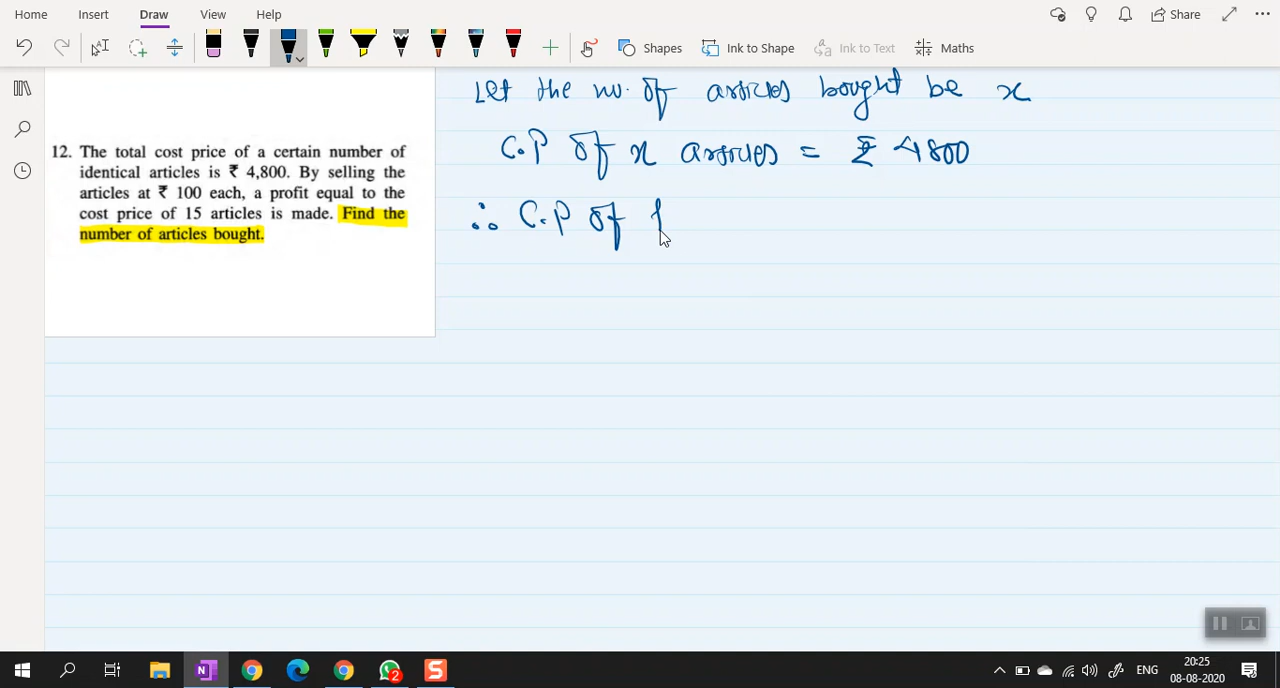 Home Insert Draw View Help Share
Shapes Ink to Shape Ink to Text Maths
Let the no. of articles bought be x
C.P of x articles = ₹ 4800
∴ C.P of 1
12. The total cost price of a certain number of
identical articles is ₹ 4,800. By selling the
articles at ₹ 100 each, a profit equal to the
cost price of 15 articles is made. Find the
number of articles bought.
2
S
ENG
20:25
08-08-2020